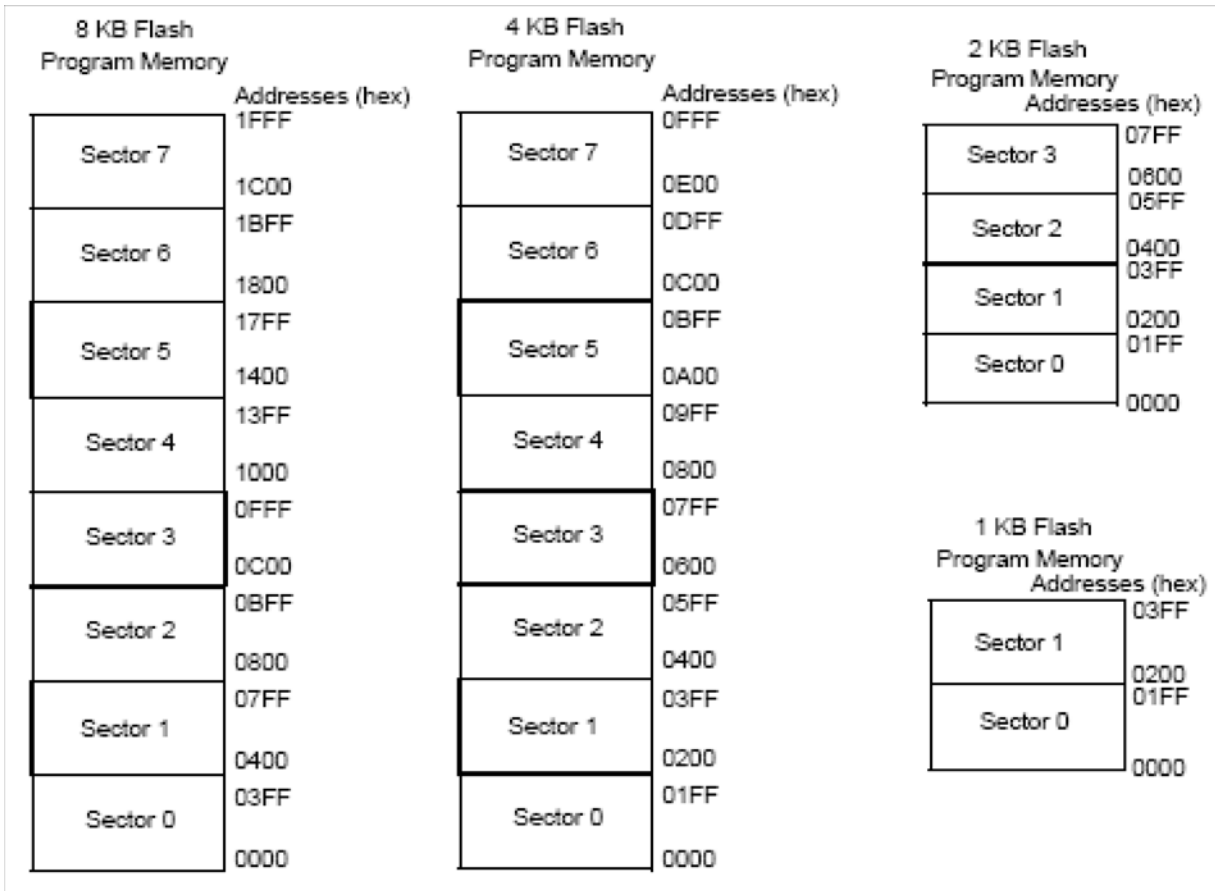 8 KB Flash
Program Memory
Addresses (hex)
1FFF
Sector 7
1C00
1BFF
Sector 6
1800
17FF
Sector 5
1400
13FF
Sector 4
1000
0FFF
Sector 3
0C00
0BFF
Sector 2
0800
07FF
Sector 1
0400
03FF
Sector 0
0000
4 KB Flash
Program Memory
Addresses (hex)
0FFF
Sector 7
0E00
0DFF
Sector 6
0C00
0BFF
Sector 5
0A00
09FF
Sector 4
0800
07FF
Sector 3
0600
05FF
Sector 2
0400
03FF
Sector 1
0200
01FF
Sector 0
0000
2 KB Flash
Program Memory
Addresses (hex)
07FF
Sector 3
0600
05FF
Sector 2
0400
03FF
Sector 1
0200
01FF
Sector 0
0000
1 KB Flash
Program Memory
Addresses (hex)
03FF
Sector 1
0200
01FF
Sector 0
0000